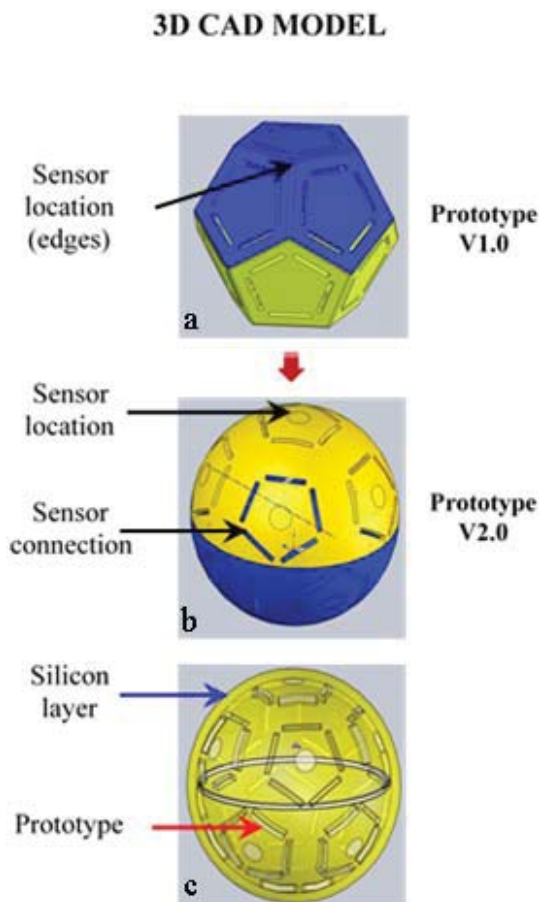 3D CAD MODEL
Sensor
location
(edges)
Prototype
V1.0
a
Sensor
location
Sensor
connection
Prototype
V2.0
b
Silicon
layer
Prototype
c